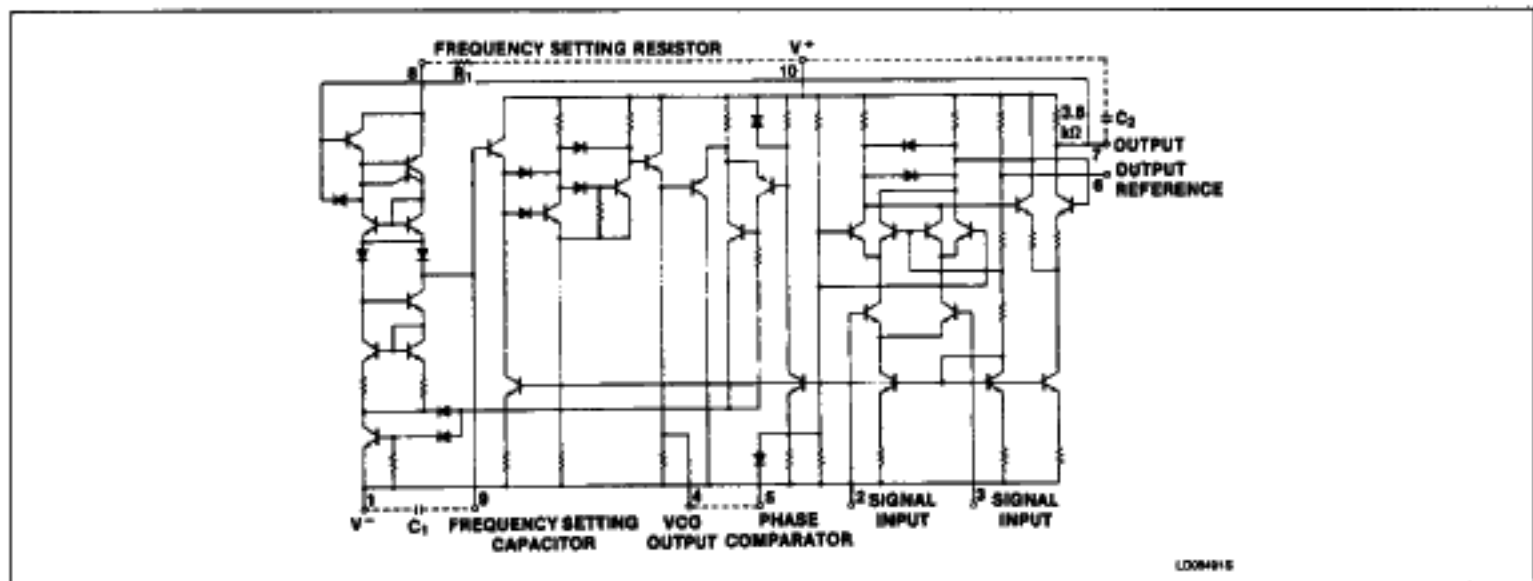 FREQUENCY SETTING RESISTOR
V+
8
R1
10
3.6
kΩ
C2
7
OUTPUT
6
OUTPUT
REFERENCE
1
9
4
5
2 SIGNAL
INPUT
3 SIGNAL
INPUT
V−
C1
FREQUENCY SETTING
CAPACITOR
VCO
OUTPUT
PHASE
COMPARATOR